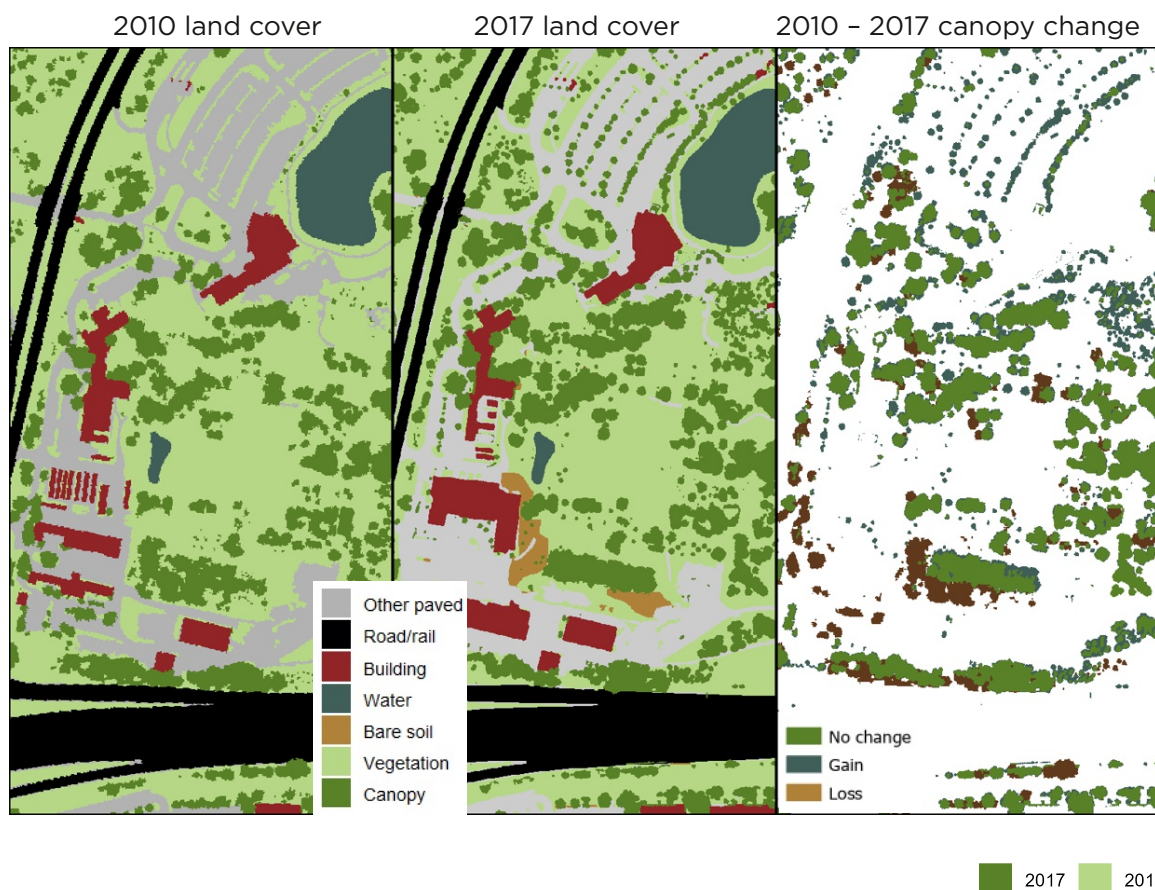 2010 land cover
2017 land cover
2010 – 2017 canopy change
Other paved
Road/rail
Building
Water
Bare soil
Vegetation
Canopy
No change
Gain
Loss
2017